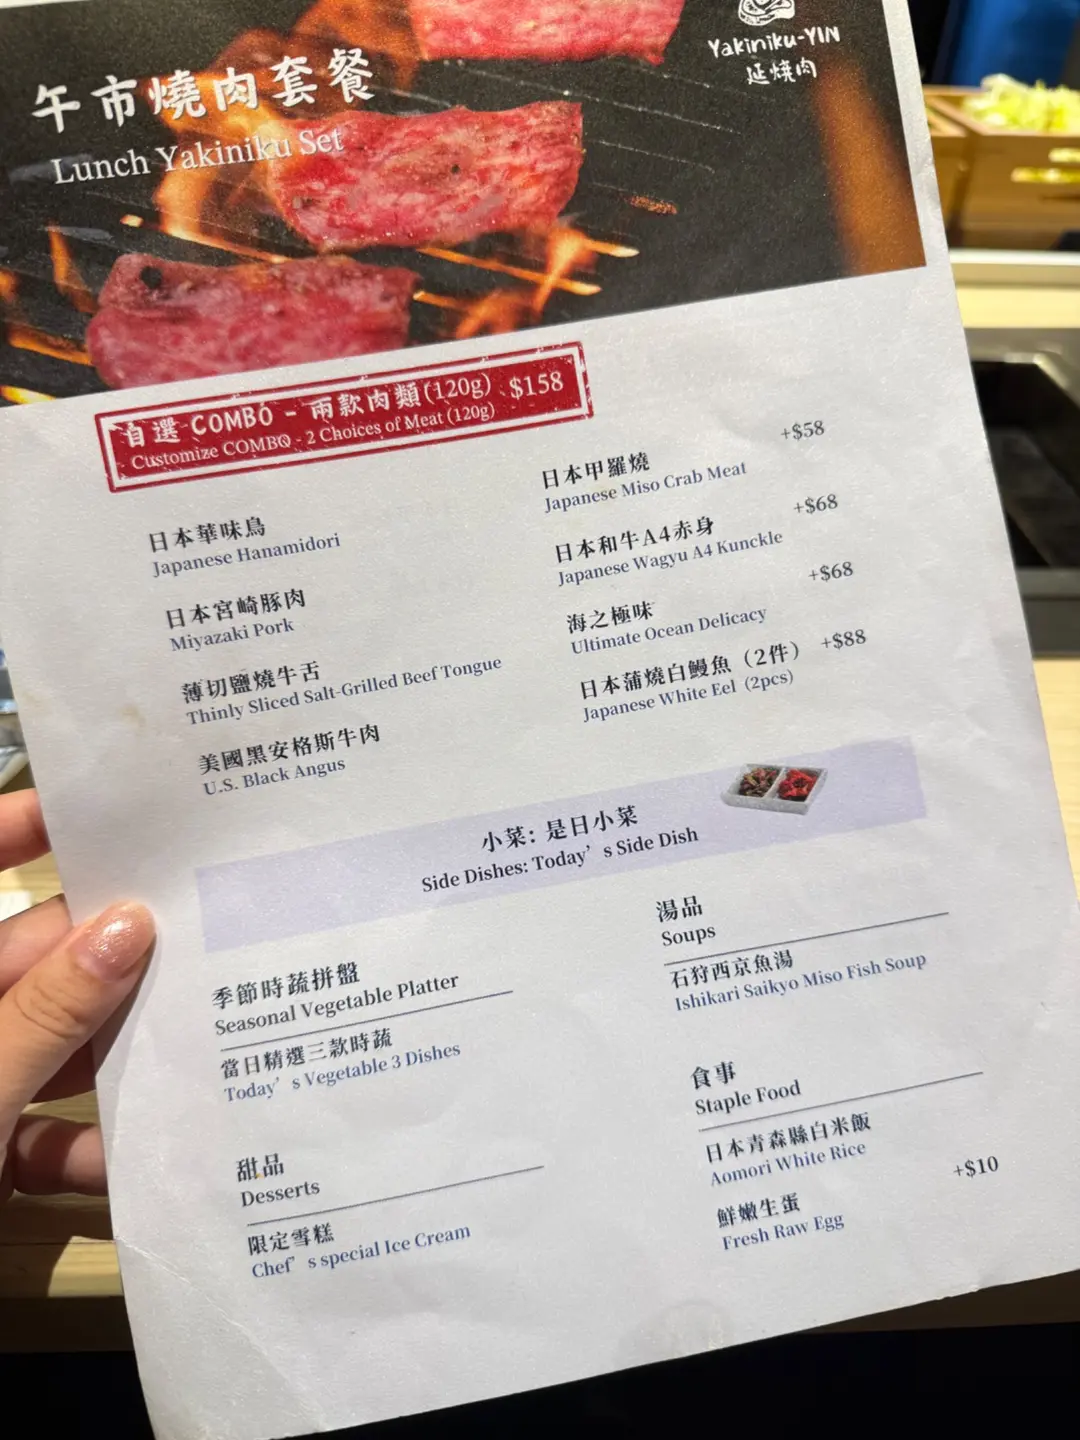 Yakiniku-YIN
延燒肉
午市燒肉套餐
Lunch Yakiniku Set
自選 COMBO - 兩款肉類(120g) $158
Customize COMBO - 2 Choices of Meat (120g)
日本華味鳥
Japanese Hanamidori
日本宮崎豚肉
Miyazaki Pork
薄切鹽燒牛舌
Thinly Sliced Salt-Grilled Beef Tongue
美國黑安格斯牛肉
U.S. Black Angus
日本甲羅燒 +$58
Japanese Miso Crab Meat
日本和牛A4赤身 +$68
Japanese Wagyu A4 Kunckle
海之極味 +$68
Ultimate Ocean Delicacy
日本蒲燒白鰻魚（2件） +$88
Japanese White Eel (2pcs)
小菜: 是日小菜
Side Dishes: Today’s Side Dish
季節時蔬拼盤
Seasonal Vegetable Platter
當日精選三款時蔬
Today’s Vegetable 3 Dishes
甜品
Desserts
限定雪糕
Chef’s special Ice Cream
湯品
Soups
石狩西京魚湯
Ishikari Saikyo Miso Fish Soup
食事
Staple Food
日本青森縣白米飯
Aomori White Rice
鮮嫩生蛋 +$10
Fresh Raw Egg